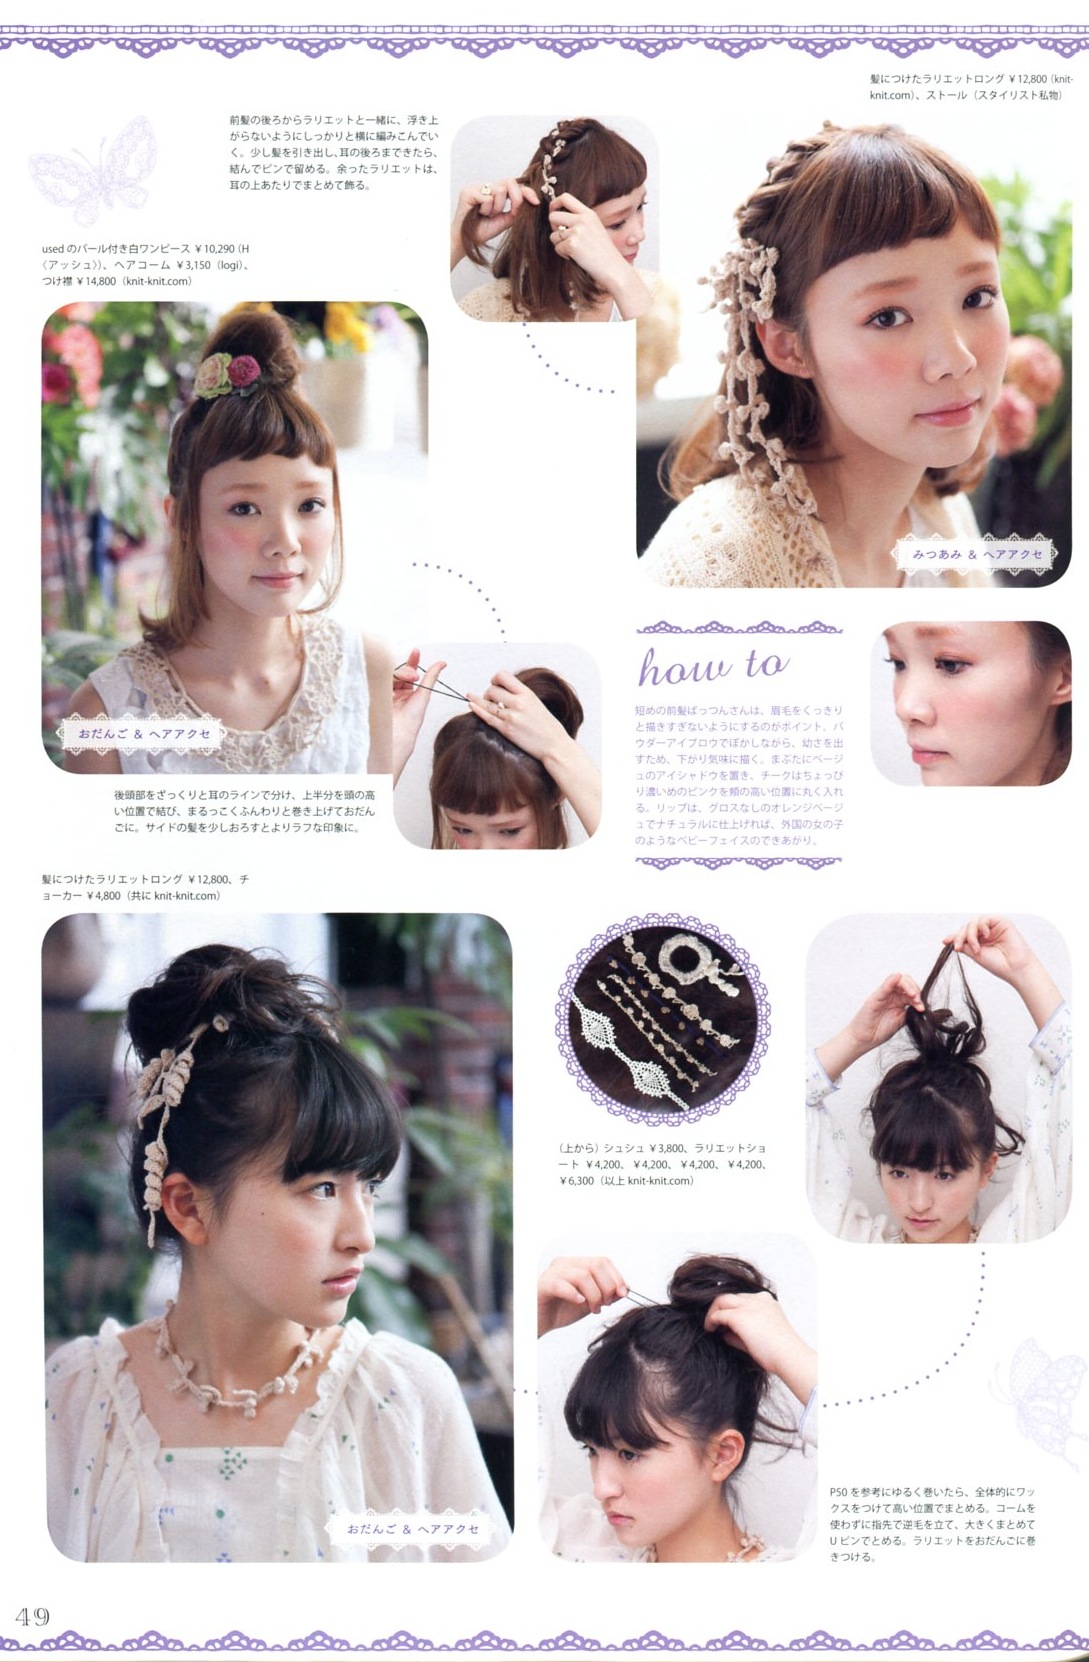 髪につけたラリエットロング ￥12,800（knit-
knit.com）、ストール（スタイリスト私物）
前髪の後ろからラリエットと一緒に、浮き上
がらないようにしっかりと横に編みこんでい
く。少し髪を引き出し、耳の後ろまできたら、
結んでピンで留める。余ったラリエットは、
耳の上あたりでまとめて飾る。
used のパール付き白ワンピース ￥10,290（H
〈アッシュ〉）、ヘアコーム ￥3,150（logi）、
つけ襟 ￥14,800（knit-knit.com）
みつあみ ＆ ヘアアクセ
おだんご ＆ ヘアアクセ
後頭部をざっくりと耳のラインで分け、上半分を頭の高
い位置で結び、まるっこくふんわりと巻き上げておだん
ごに。サイドの髪を少しおろすとよりラフな印象に。
how to
短めの前髪ぱっつんさんは、眉毛をくっきり
と描きすぎないようにするのがポイント。パ
ウダーアイブロウでぼかしながら、幼さを出
すため、下がり気味に描く。まぶたにベージ
ュのアイシャドウを置き、チークはちょっぴ
り濃いめのピンクを頬の高い位置に丸く入れ
る。リップは、グロスなしのオレンジベージ
ュでナチュラルに仕上げれば、外国の女の子
のようなベビーフェイスのできあがり。
髪につけたラリエットロング ￥12,800、チ
ョーカー ￥4,800（共に knit-knit.com）
おだんご ＆ ヘアアクセ
（上から）シュシュ ￥3,800、ラリエットショ
ート ￥4,200、￥4,200、￥4,200、￥4,200、
￥6,300（以上 knit-knit.com）
P50 を参考にゆるく巻いたら、全体的にワッ
クスをつけて高い位置でまとめる。コームを
使わずに指先で逆毛を立て、大きくまとめて
U ピンでとめる。ラリエットをおだんごに巻
きつける。
49